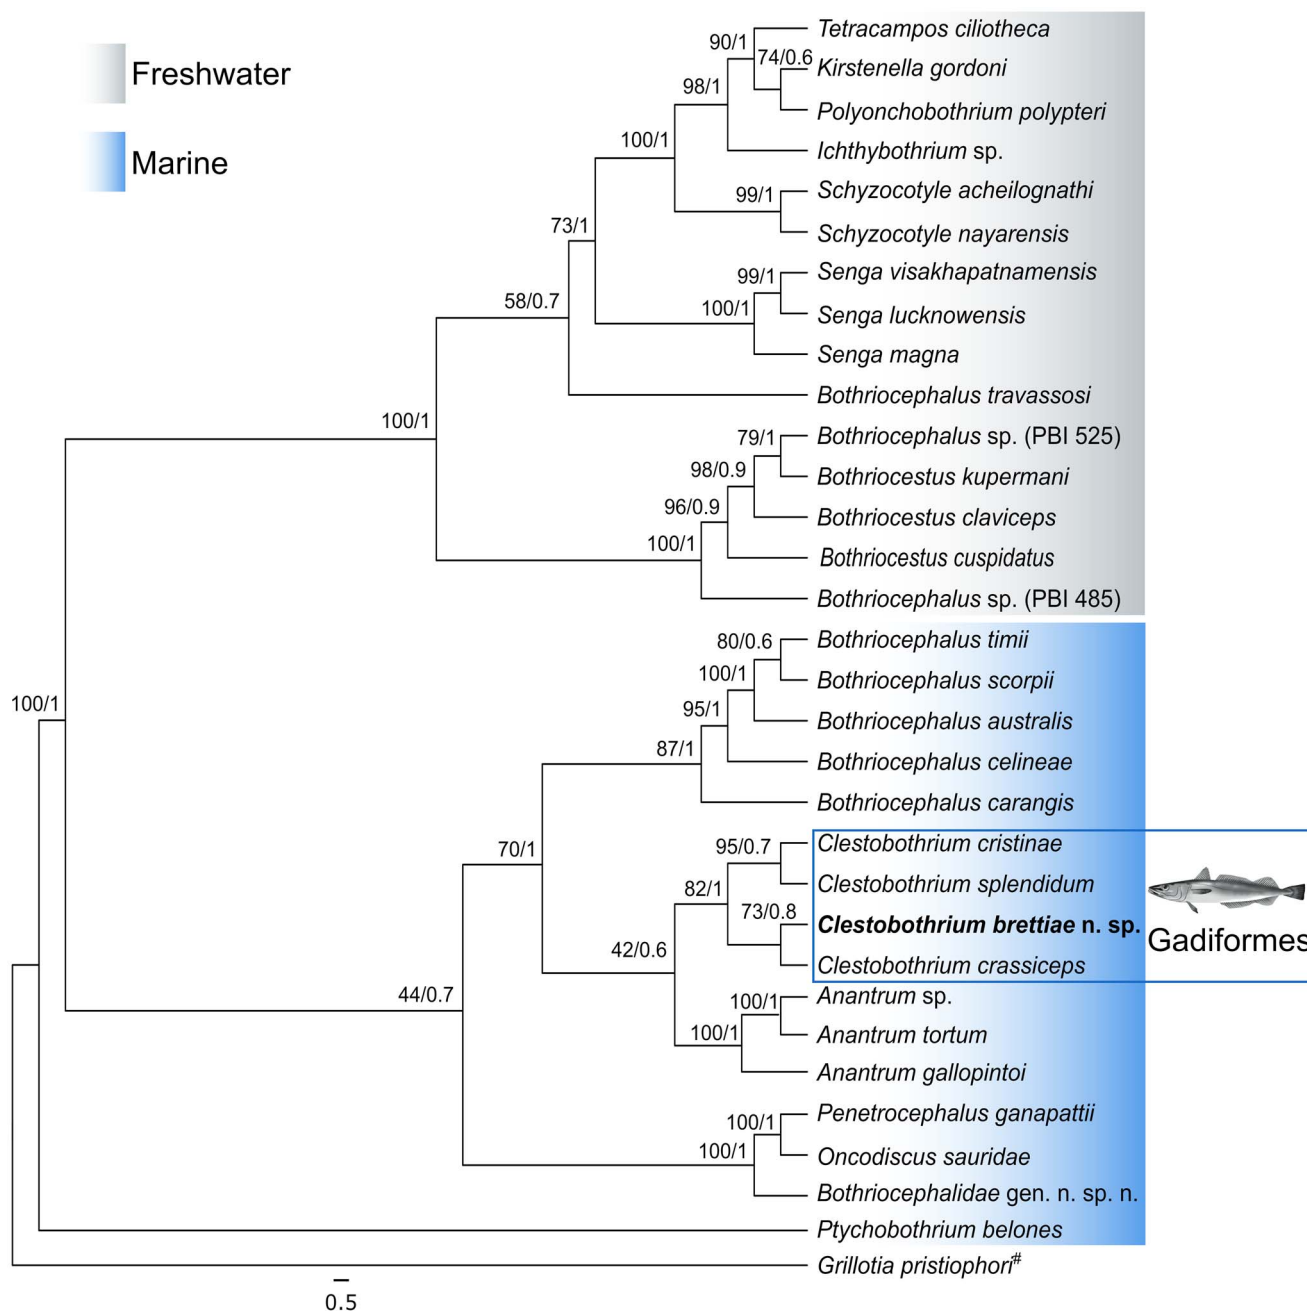 Freshwater
Marine
90/1
Tetracampos ciliotheca
74/0.6
Kirstenella gordoni
98/1
Polyonchobothrium polypteri
100/1
Ichthybothrium sp.
99/1
Schyzocotyle acheilognathi
73/1
Schyzocotyle nayarensis
99/1
Senga visakhapatnamensis
58/0.7
100/1
Senga lucknowensis
Senga magna
Bothriocephalus travassosi
100/1
79/1
Bothriocephalus sp. (PBI 525)
98/0.9
Bothriocestus kupermani
96/0.9
Bothriocestus claviceps
100/1
Bothriocestus cuspidatus
Bothriocephalus sp. (PBI 485)
80/0.6
Bothriocephalus timii
100/1
Bothriocephalus scorpii
100/1
95/1
Bothriocephalus australis
87/1
Bothriocephalus celineae
Bothriocephalus carangis
70/1
95/0.7
Clestobothrium cristinae
82/1
Clestobothrium splendidum
73/0.8
Clestobothrium brettiae n. sp.
Gadiformes
42/0.6
Clestobothrium crassiceps
44/0.7
100/1
Anantrum sp.
100/1
Anantrum tortum
Anantrum gallopintoi
100/1
Penetrocephalus ganapattii
100/1
Oncodiscus sauridae
Bothriocephalidae gen. n. sp. n.
Ptychobothrium belones
Grillotia pristiophori#
0.5